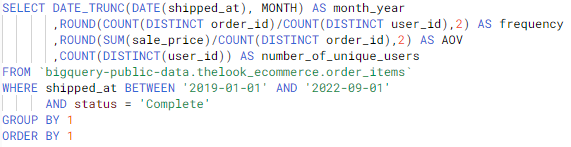 SELECT DATE_TRUNC(DATE(shipped_at), MONTH) AS month_year
,ROUND(COUNT(DISTINCT order_id)/COUNT(DISTINCT user_id),2) AS frequency
,ROUND(SUM(sale_price)/COUNT(DISTINCT order_id),2) AS AOV
,COUNT(DISTINCT(user_id)) AS number_of_unique_users
FROM `bigquery-public-data.thelook_ecommerce.order_items`
WHERE shipped_at BETWEEN '2019-01-01' AND '2022-09-01'
AND status = 'Complete'
GROUP BY 1
ORDER BY 1